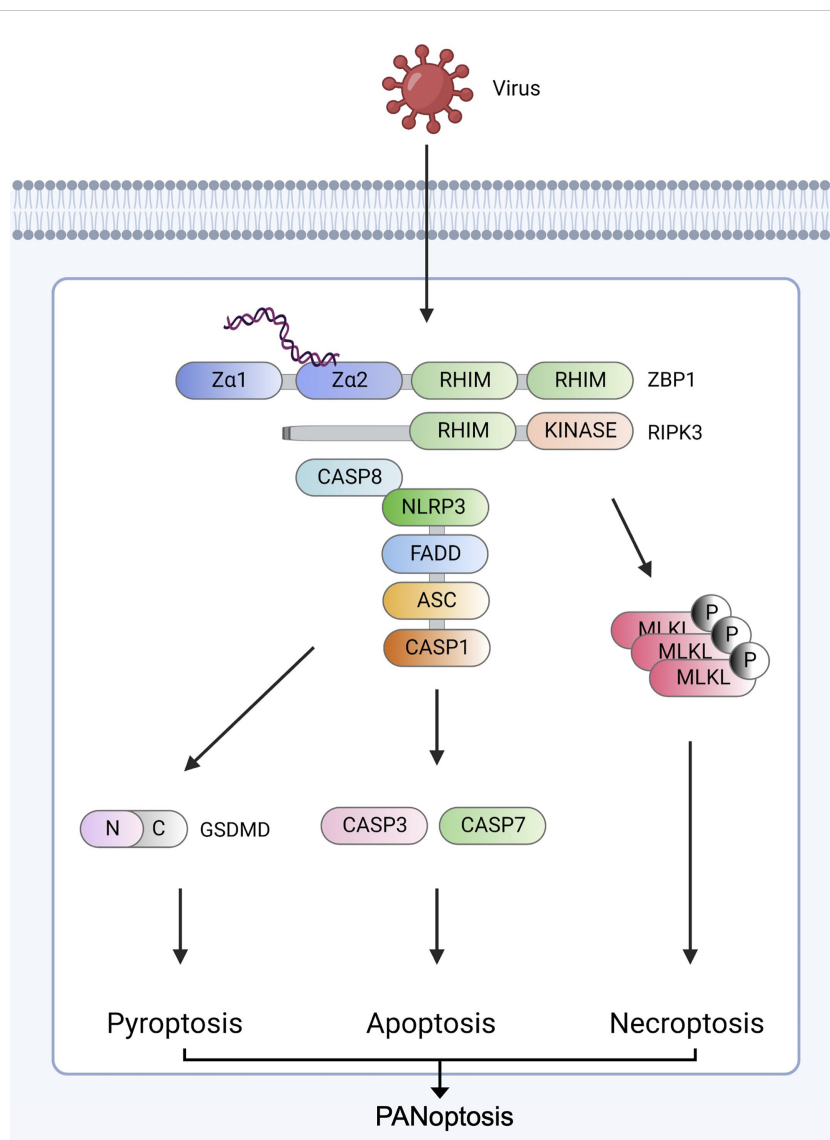 Virus
Zα1 Zα2 RHIM RHIM ZBP1
RHIM KINASE RIPK3
CASP8
NLRP3
FADD
ASC
CASP1
P
MLKL
P
MLKL
P
MLKL
N C GSDMD
CASP3 CASP7
Pyroptosis Apoptosis Necroptosis
PANoptosis